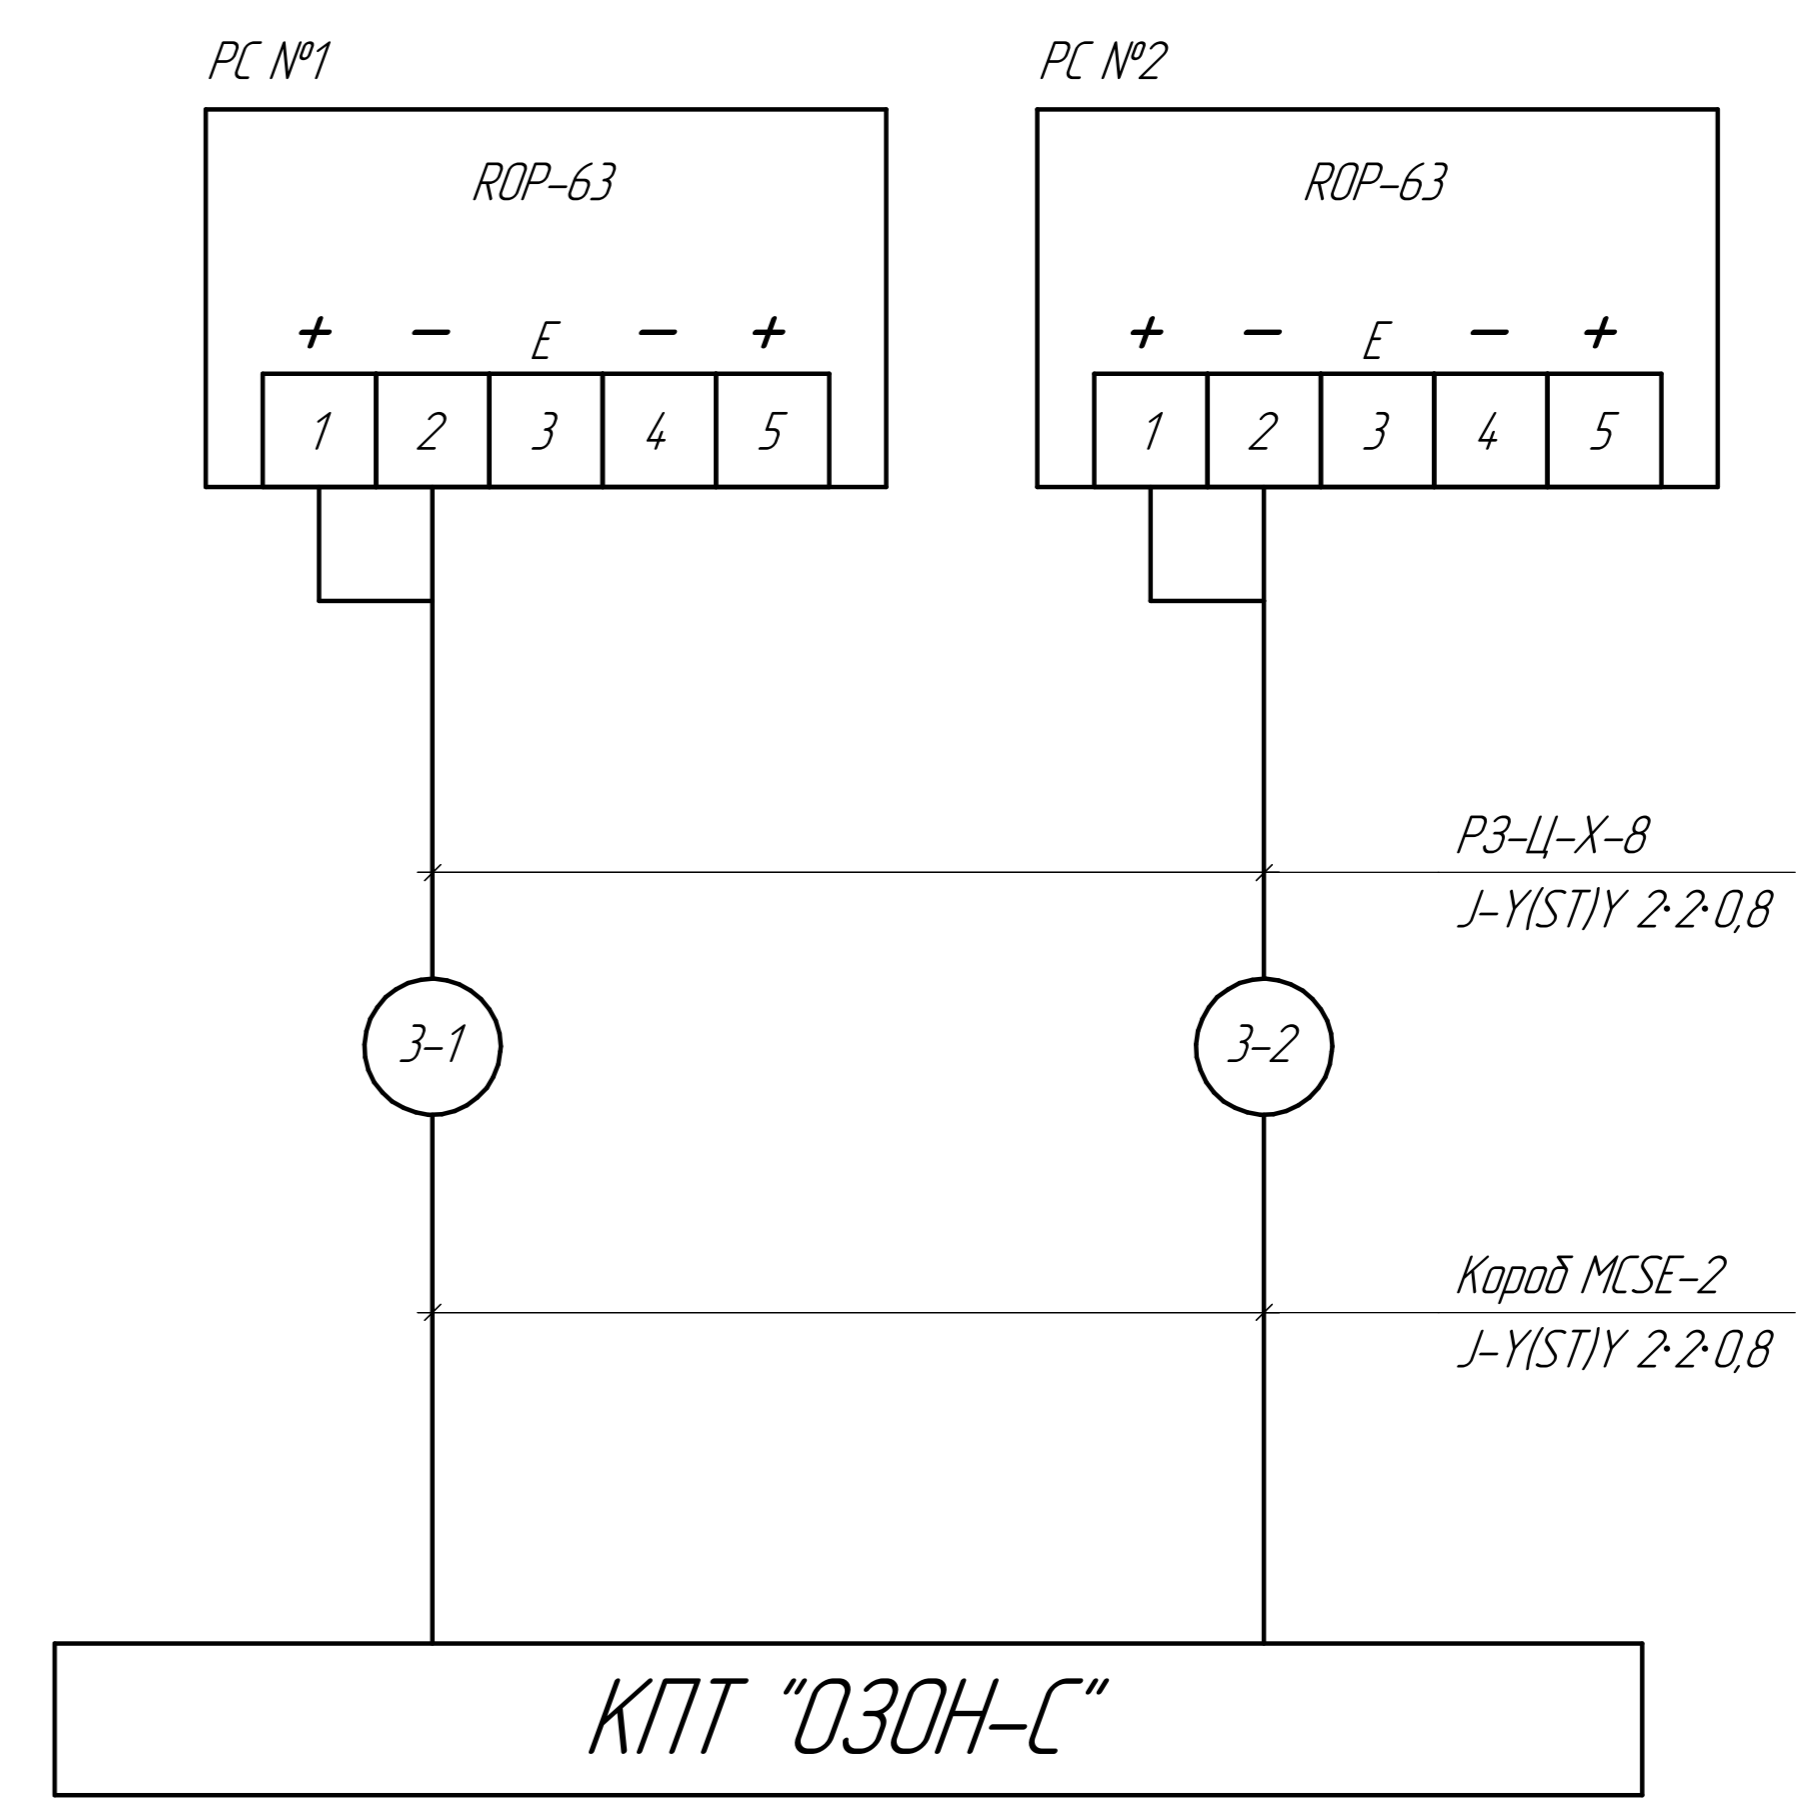 РС №1
РС №2
ROP-63
ROP-63
+ − E − +
+ − E − +
1 2 3 4 5
1 2 3 4 5
РЗ-Ц-Х-8
J-Y(ST)Y 2·2·0,8
3-1
3-2
Короб MCSE-2
J-Y(ST)Y 2·2·0,8
КПТ "ОЗОН-С"